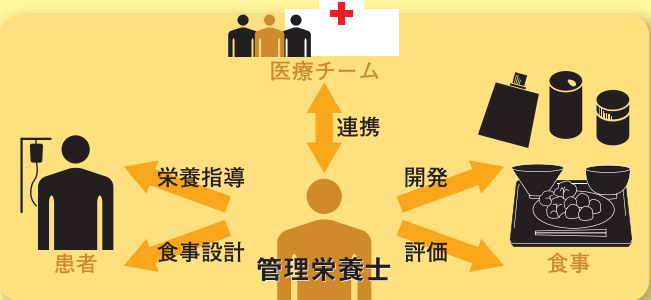 医療チーム
連携
栄養指導
開発
食事設計
評価
患者
管理栄養士
食事